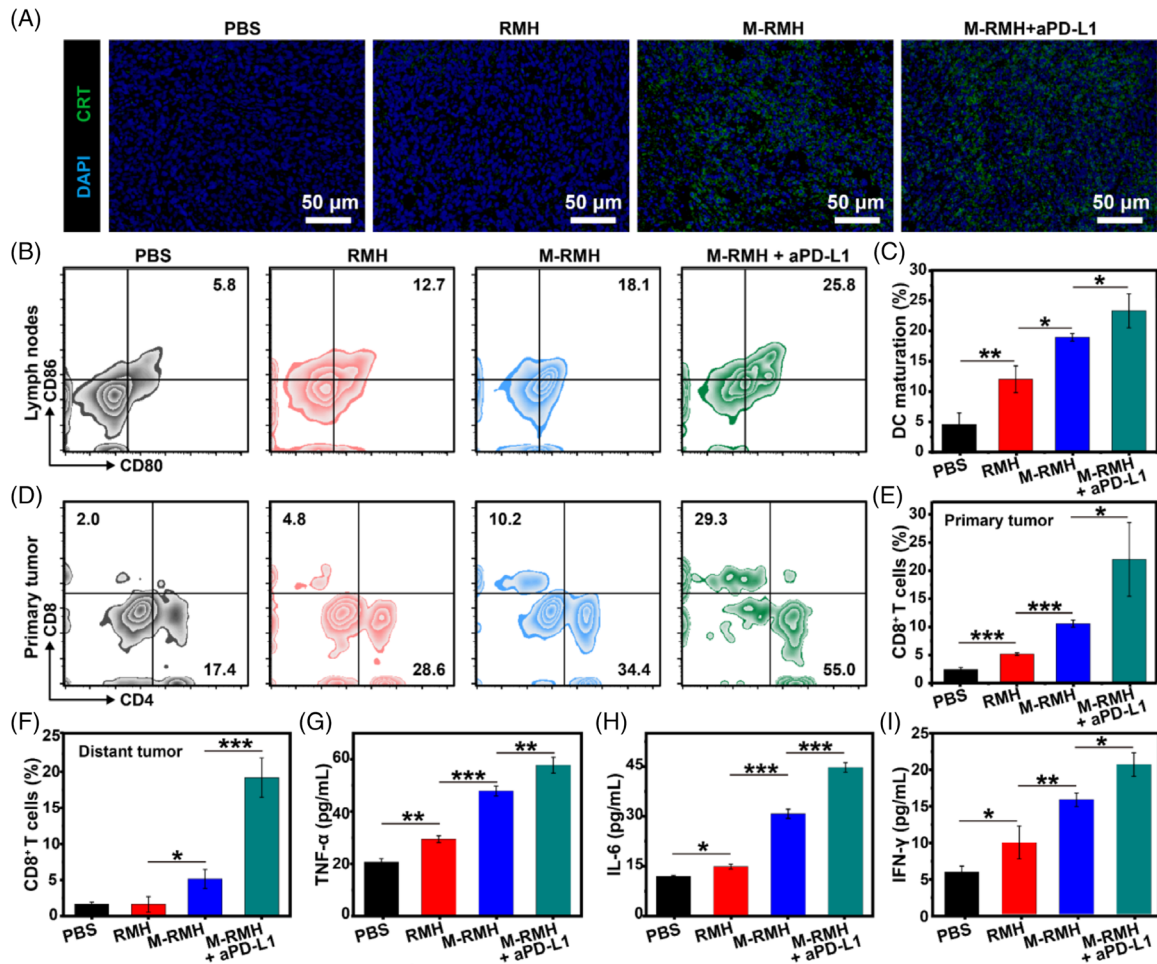 (A)
PBS
RMH
M-RMH
M-RMH+aPD-L1
DAPI CRT
50 μm
50 μm
50 μm
50 μm
(B)
PBS
RMH
M-RMH
M-RMH + aPD-L1
Lymph nodes
CD86
CD80
5.8
12.7
18.1
25.8
(C)
DC maturation (%)
30
25
20
15
10
5
0
**
*
*
PBS
RMH
M-RMH
M-RMH
+ aPD-L1
(D)
Primary tumor
CD8
CD4
2.0
17.4
4.8
28.6
10.2
34.4
29.3
55.0
(E)
Primary tumor
CD8⁺ T cells (%)
30
25
20
15
10
5
0
***
***
*
PBS
RMH
M-RMH
M-RMH
+ aPD-L1
(F)
Distant tumor
CD8⁺ T cells (%)
25
20
15
10
5
0
*
***
PBS
RMH
M-RMH
M-RMH
+ aPD-L1
(G)
TNF-α (pg/mL)
60
40
20
0
**
***
**
PBS
RMH
M-RMH
M-RMH
+ aPD-L1
(H)
IL-6 (pg/mL)
45
30
15
0
*
***
***
PBS
RMH
M-RMH
M-RMH
+ aPD-L1
(I)
IFN-γ (pg/mL)
25
20
15
10
5
0
*
**
*
PBS
RMH
M-RMH
M-RMH
+ aPD-L1